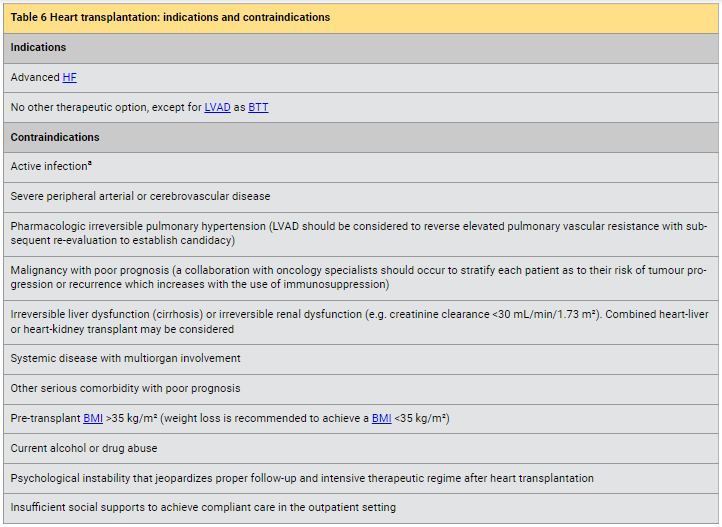 Table 6 Heart transplantation: indications and contraindications
Indications
Advanced HF
No other therapeutic option, except for LVAD as BTT
Contraindications
Active infectionᵃ
Severe peripheral arterial or cerebrovascular disease
Pharmacologic irreversible pulmonary hypertension (LVAD should be considered to reverse elevated pulmonary vascular resistance with sub-
sequent re-evaluation to establish candidacy)
Malignancy with poor prognosis (a collaboration with oncology specialists should occur to stratify each patient as to their risk of tumour pro-
gression or recurrence which increases with the use of immunosuppression)
Irreversible liver dysfunction (cirrhosis) or irreversible renal dysfunction (e.g. creatinine clearance <30 mL/min/1.73 m²). Combined heart-liver
or heart-kidney transplant may be considered
Systemic disease with multiorgan involvement
Other serious comorbidity with poor prognosis
Pre-transplant BMI >35 kg/m² (weight loss is recommended to achieve a BMI <35 kg/m²)
Current alcohol or drug abuse
Psychological instability that jeopardizes proper follow-up and intensive therapeutic regime after heart transplantation
Insufficient social supports to achieve compliant care in the outpatient setting